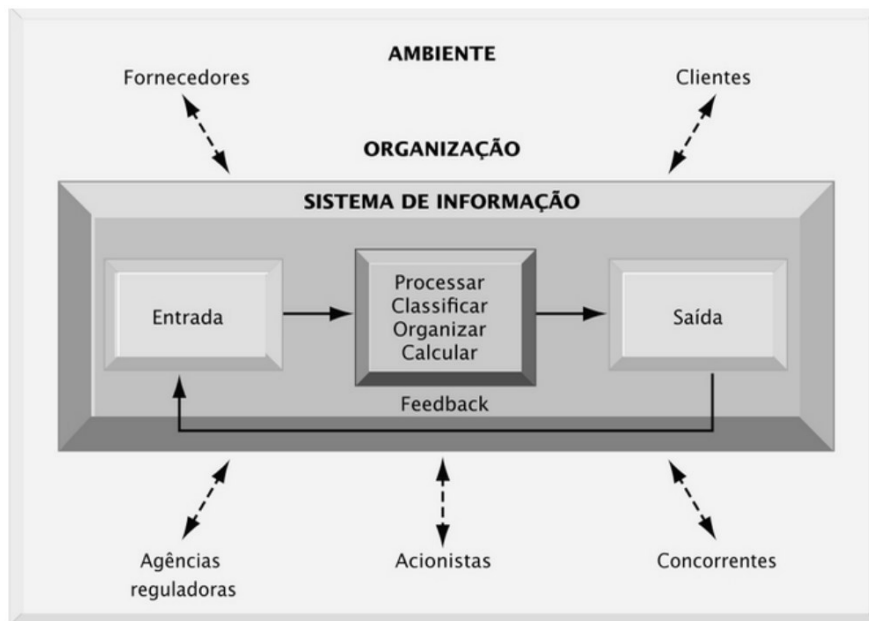 AMBIENTE
Fornecedores
Clientes
ORGANIZAÇÃO
SISTEMA DE INFORMAÇÃO
Entrada
Processar
Classificar
Organizar
Calcular
Saída
Feedback
Agências
reguladoras
Acionistas
Concorrentes